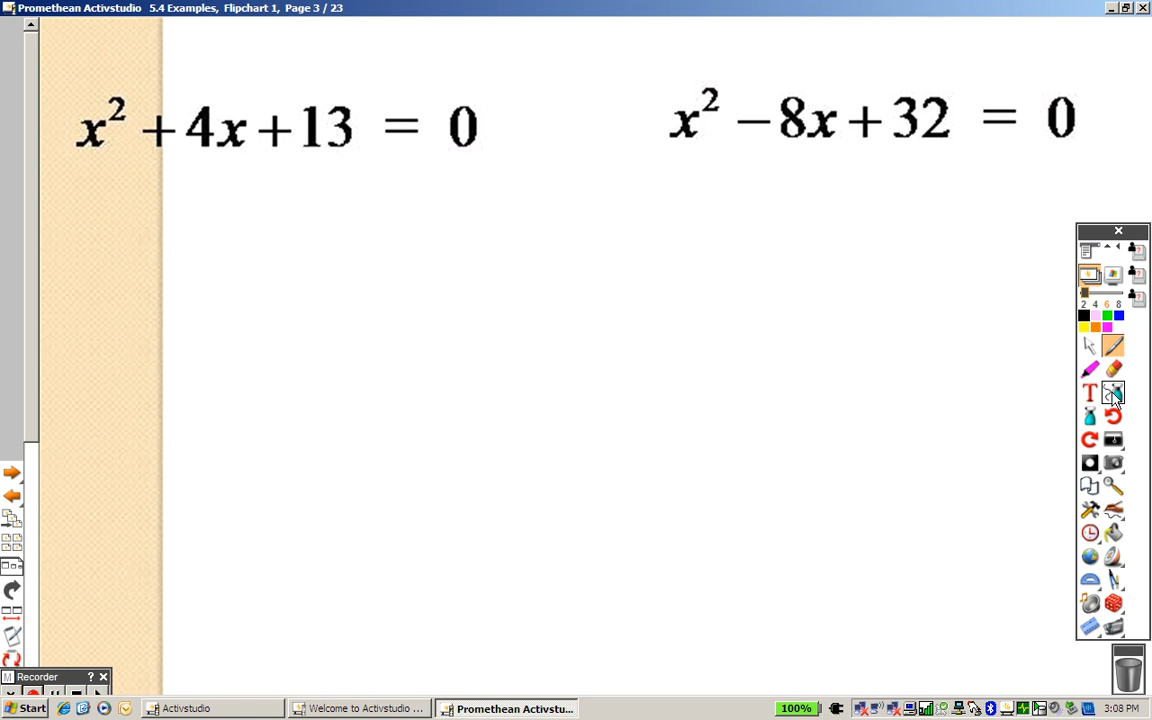 Promethean Activstudio 5.4 Examples, Flipchart 1, Page 3 / 23
x² + 4x + 13 = 0
x² − 8x + 32 = 0
2 4 6 8
T
M Recorder ? ×
Start
Activstudio
Welcome to Activstudio ...
Promethean Activstu...
100%
3:08 PM